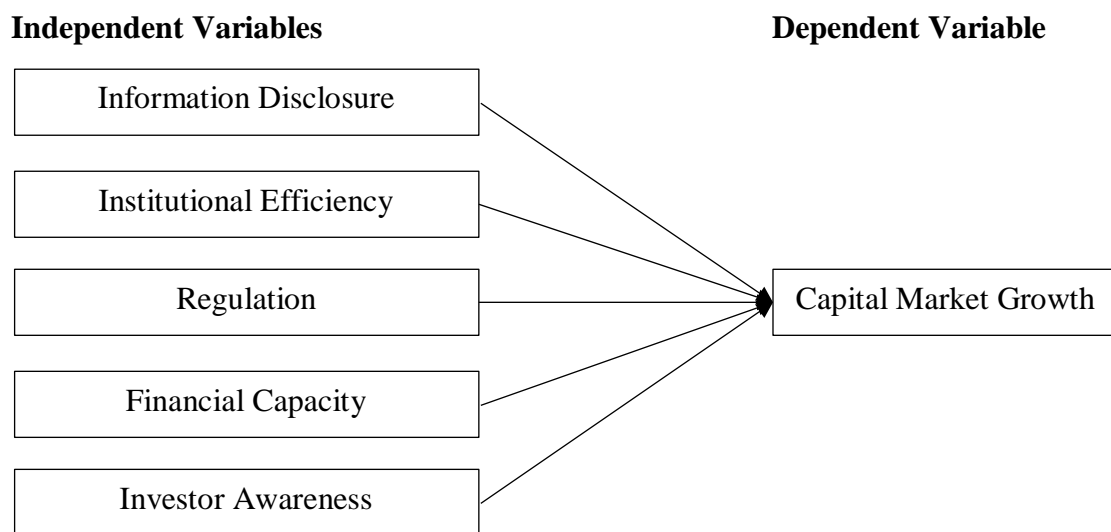 Independent Variables
Dependent Variable
Information Disclosure
Institutional Efficiency
Regulation
Capital Market Growth
Financial Capacity
Investor Awareness